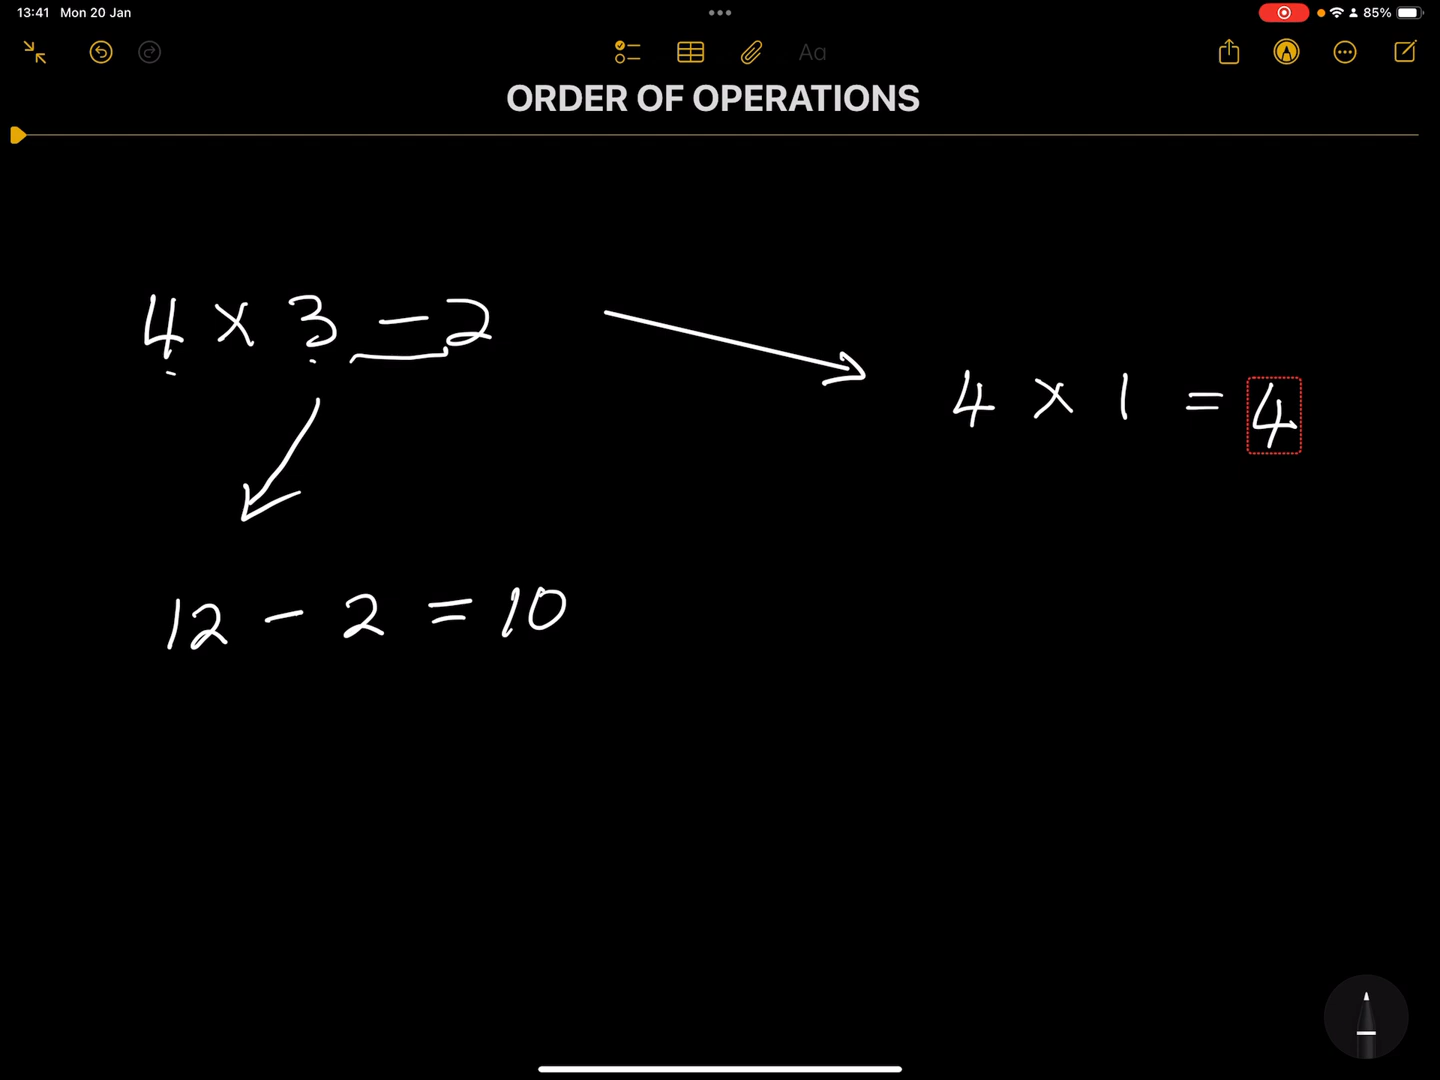 13:41 Mon 20 Jan
85%
Aa
ORDER OF OPERATIONS
4 × 3 − 2
4 × 1 = 4
12 − 2 = 10